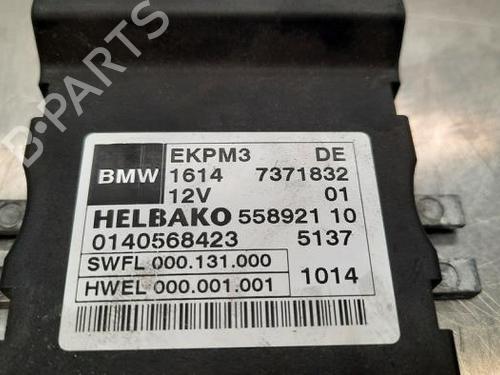 B-PARTS
EKPM3 DE
BMW 1614 7371832
12V 01
HELBAKO 558921 10
0140568423 5137
SWFL 000.131.000
HWEL 000.001.001 1014